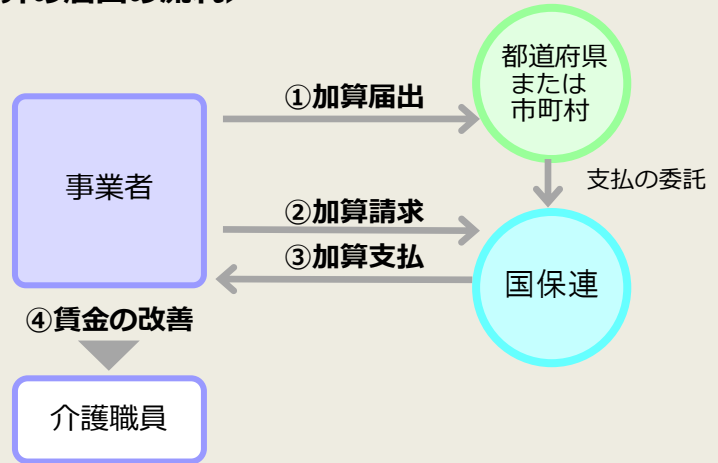 ①加算届出
都道府県
または
市町村
事業者
支払の委託
②加算請求
③加算支払
国保連
④賃金の改善
介護職員